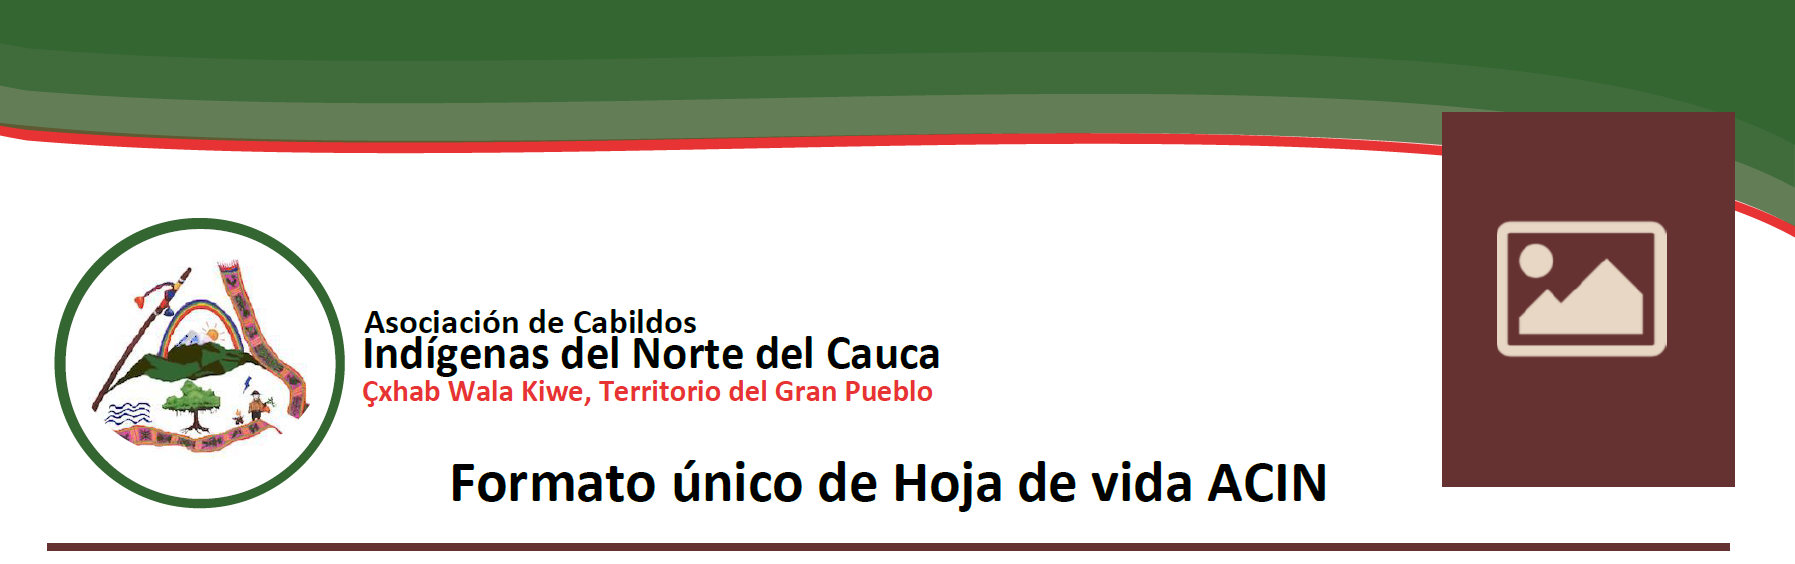 Asociación de Cabildos
Indígenas del Norte del Cauca
Çxhab Wala Kiwe, Territorio del Gran Pueblo
Formato único de Hoja de vida ACIN